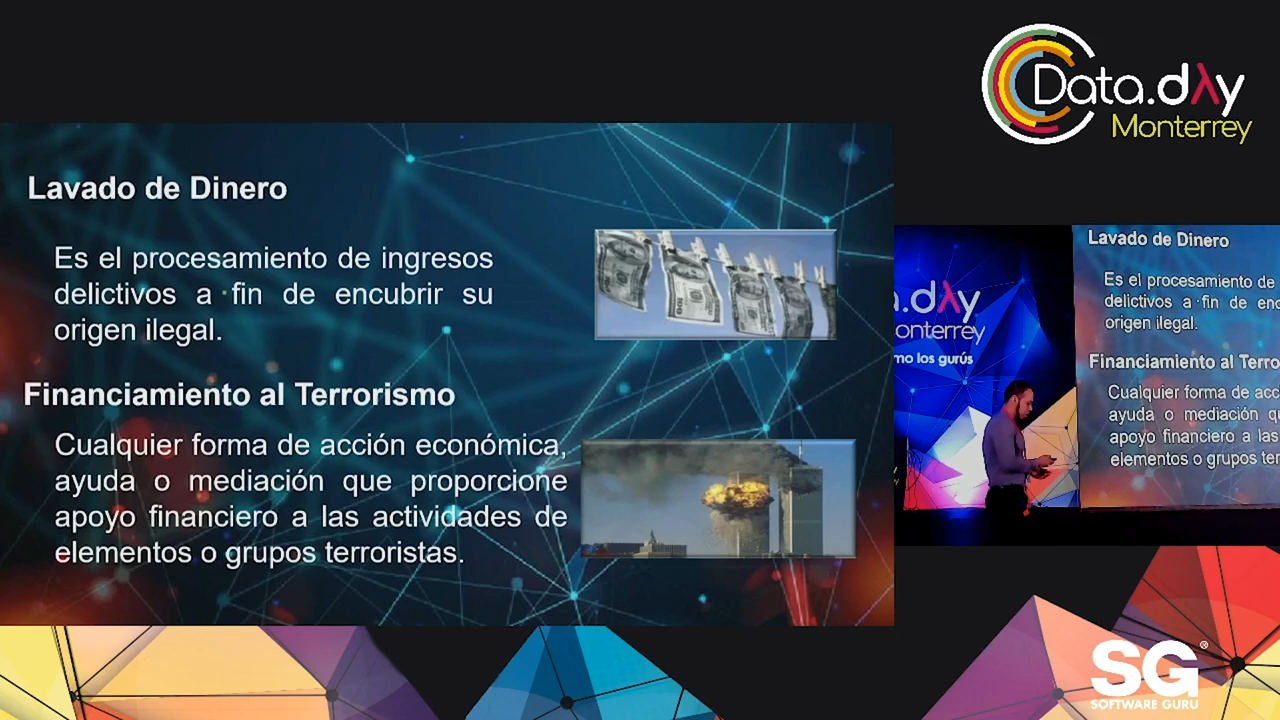 Data.dλy
Monterrey
Lavado de Dinero
Es el procesamiento de ingresos
delictivos a fin de encubrir su
origen ilegal.
Financiamiento al Terrorismo
Cualquier forma de acción económica,
ayuda o mediación que proporcione
apoyo financiero a las actividades de
elementos o grupos terroristas.
.dλy
onterrey
mo los gurús
Lavado de Dinero
Es el procesamiento de
delictivos a fin de enc
origen ilegal.
Financiamiento al Terro
Cualquier forma de acc
ayuda o mediación qu
apoyo financiero a las
elementos o grupos ter
SG®
SOFTWARE GURU